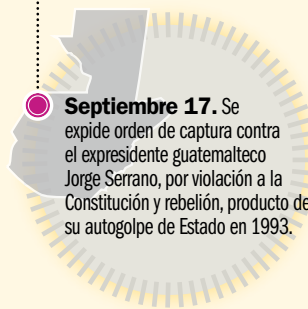 Septiembre 17. Se
expide orden de captura contra
el expresidente guatemalteco
Jorge Serrano, por violación a la
Constitución y rebelión, producto de
su autogolpe de Estado en 1993.